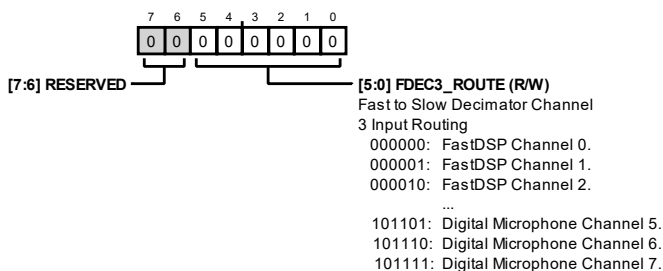 7 6 5 4 3 2 1 0
0 0 0 0 0 0 0 0
[7:6] RESERVED
[5:0] FDEC3_ROUTE (R/W)
Fast to Slow Decimator Channel
3 Input Routing
000000: FastDSP Channel 0.
000001: FastDSP Channel 1.
000010: FastDSP Channel 2.
...
101101: Digital Microphone Channel 5.
101110: Digital Microphone Channel 6.
101111: Digital Microphone Channel 7.